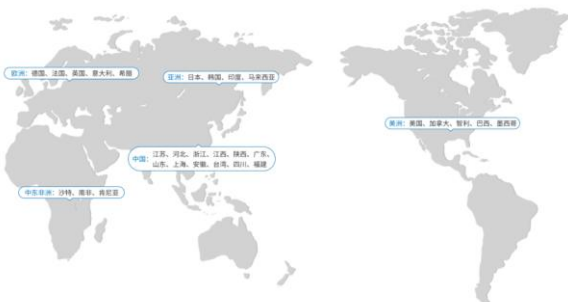 欧洲：德国、法国、英国、意大利、希腊
亚洲：日本、韩国、印度、马来西亚
美洲：美国、加拿大、智利、巴西、墨西哥
中国：江苏、河北、浙江、江西、陕西、广东、
山东、上海、安徽、台湾、四川、福建
中东非洲：沙特、南非、肯尼亚